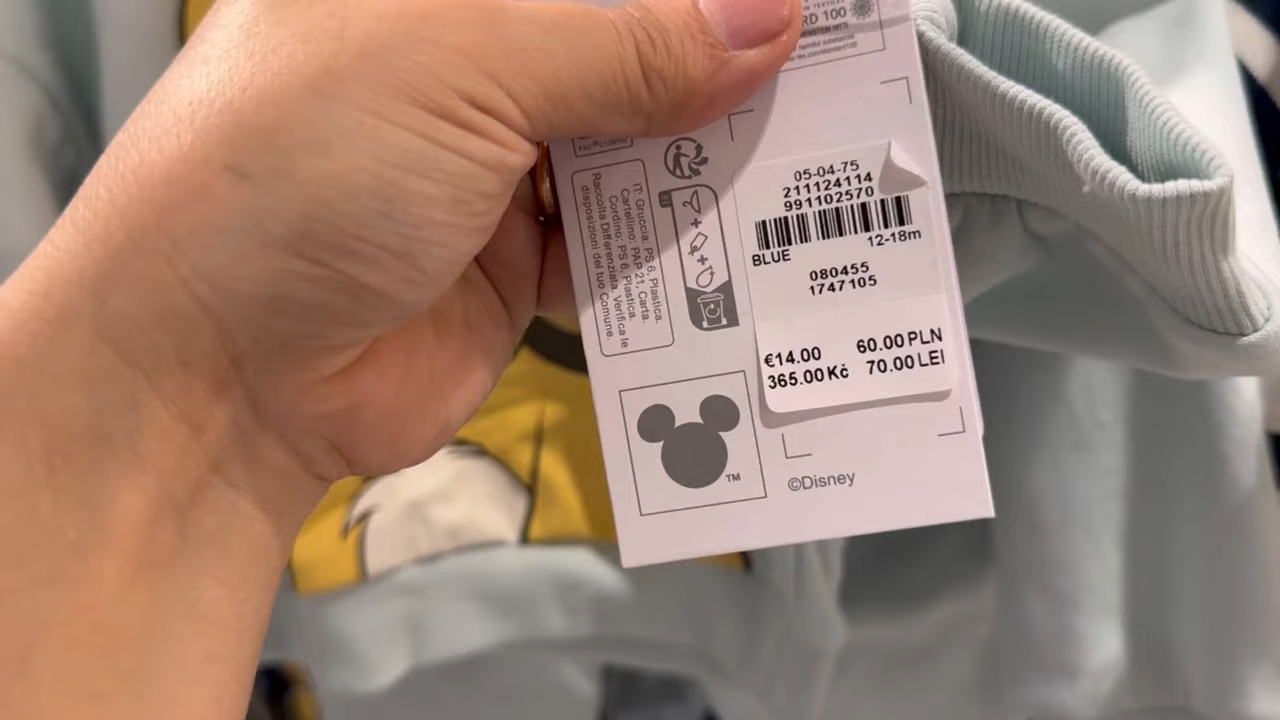 RD 100
harmful substances
05-04-75
211124114
991102570
BLUE
12-18m
080455
1747105
€14.00 60.00 PLN
365.00 Kč 70.00 LEI
IT: Gruccia: PS 6, Plastica.
Cartellino: PAP 21, Carta.
Cordino: PS 6, Plastica.
Raccolta Differenziata. Verifica le
disposizioni del tuo Comune.
TM
©Disney